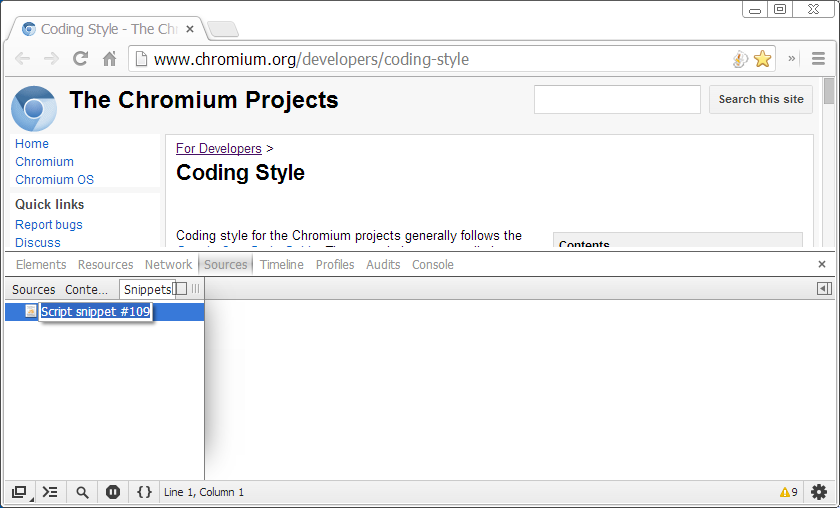 Coding Style - The Ch
www.chromium.org/developers/coding-style
»
The Chromium Projects
Search this site
Home
Chromium
Chromium OS
Quick links
Report bugs
Discuss
For Developers >
Coding Style
Coding style for the Chromium projects generally follows the
Contents
Elements Resources Network Sources Timeline Profiles Audits Console ×
Sources Conte... Snippets
Script snippet #109
{ } Line 1, Column 1 9